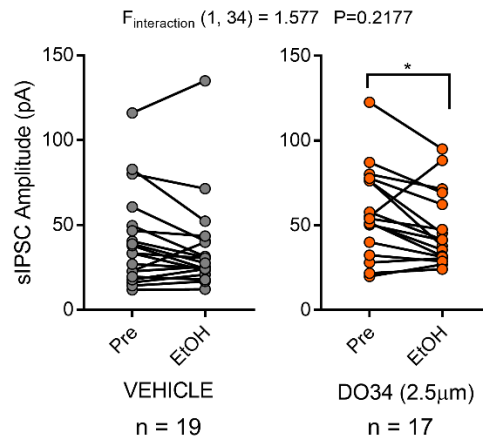 F_interaction (1, 34) = 1.577 P=0.2177
*
sIPSC Amplitude (pA)
150
100
50
0
Pre
EtOH
VEHICLE
n = 19
150
100
50
0
Pre
EtOH
DO34 (2.5μm)
n = 17